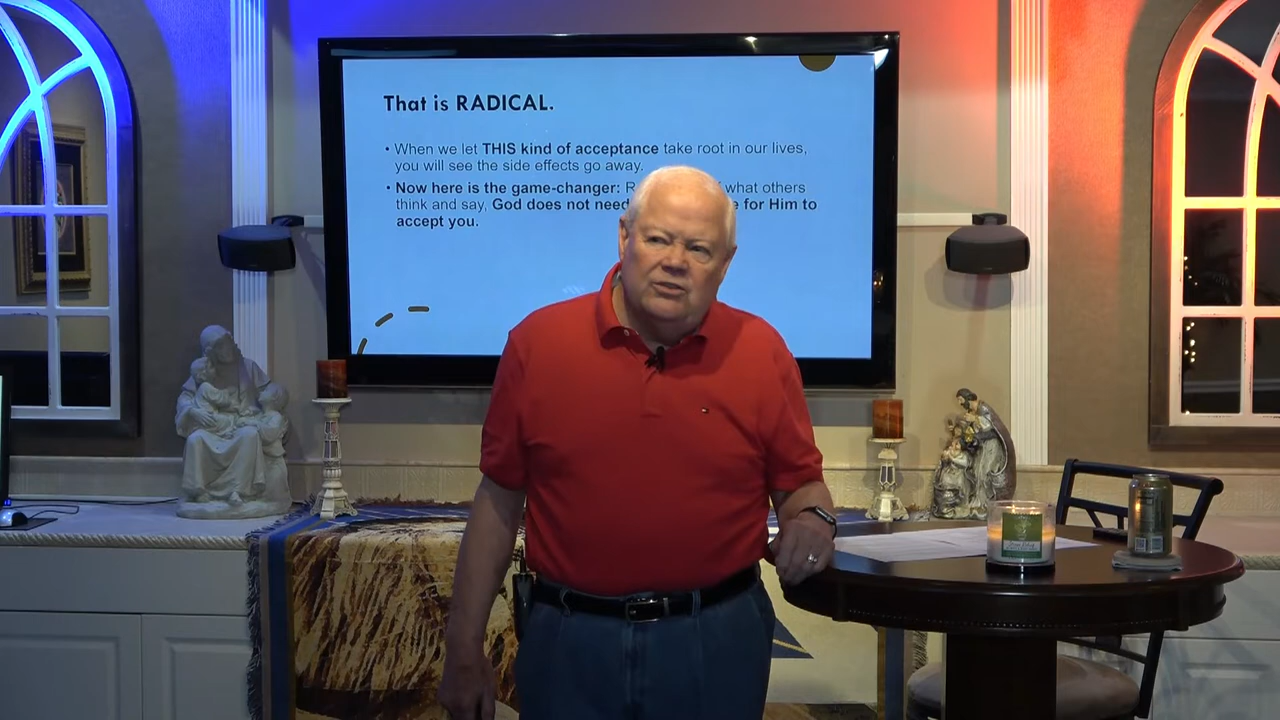 That is RADICAL.
• When we let THIS kind of acceptance take root in our lives,
you will see the side effects go away.
• Now here is the game-changer: what others
think and say, God does not need for Him to
accept you.